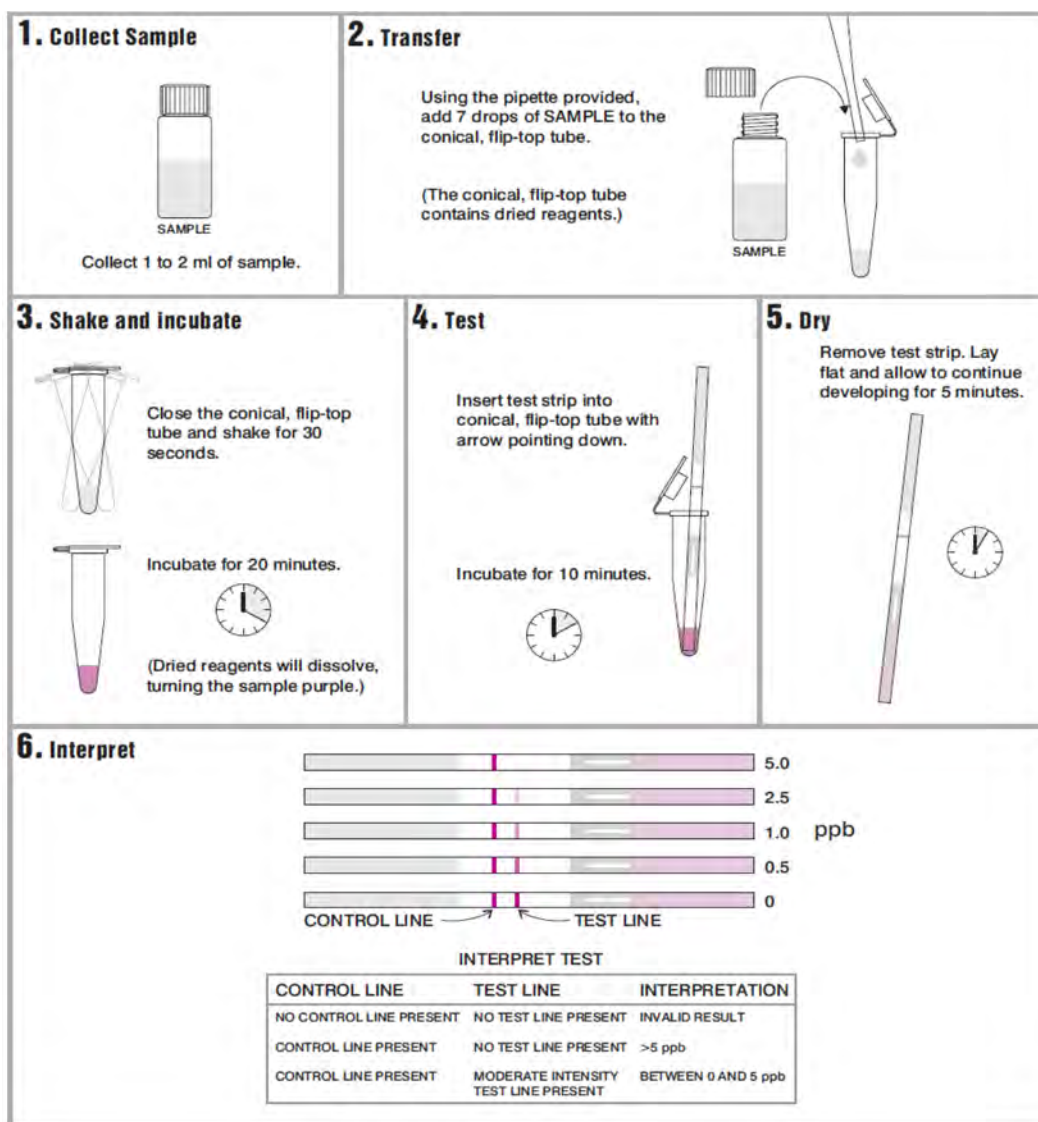 1. Collect Sample
SAMPLE
Collect 1 to 2 ml of sample.
2. Transfer
Using the pipette provided,
add 7 drops of SAMPLE to the
conical, flip-top tube.
(The conical, flip-top tube
contains dried reagents.)
SAMPLE
3. Shake and incubate
Close the conical, flip-top
tube and shake for 30
seconds.
Incubate for 20 minutes.
(Dried reagents will dissolve,
turning the sample purple.)
4. Test
Insert test strip into
conical, flip-top tube with
arrow pointing down.
Incubate for 10 minutes.
5. Dry
Remove test strip. Lay
flat and allow to continue
developing for 5 minutes.
6. Interpret
5.0
2.5
1.0 ppb
0.5
0
CONTROL LINE TEST LINE
INTERPRET TEST
CONTROL LINE TEST LINE INTERPRETATION
NO CONTROL LINE PRESENT NO TEST LINE PRESENT INVALID RESULT
CONTROL LINE PRESENT NO TEST LINE PRESENT >5 ppb
CONTROL LINE PRESENT MODERATE INTENSITY BETWEEN 0 AND 5 ppb
TEST LINE PRESENT